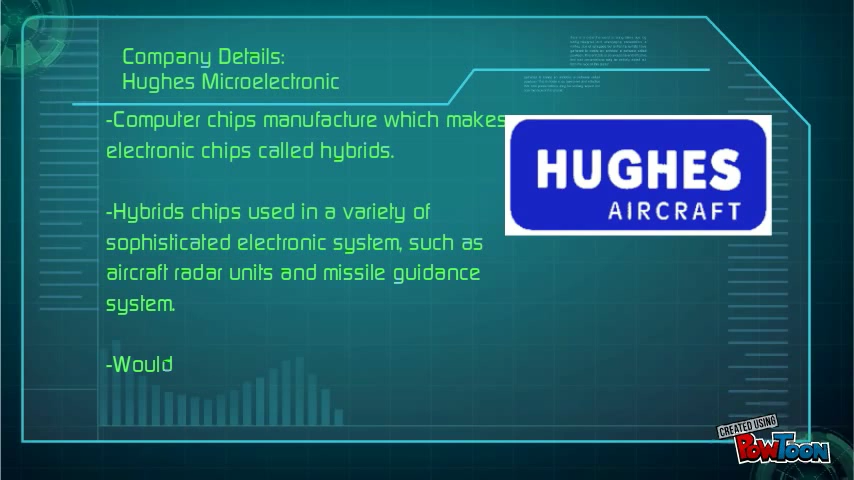 Company Details:
Hughes Microelectronic
-Computer chips manufacture which makes
electronic chips called hybrids.
-Hybrids chips used in a variety of
sophisticated electronic system, such as
aircraft radar units and missile guidance
system.
-Would
HUGHES
AIRCRAFT
CREATED USING
POWTOON